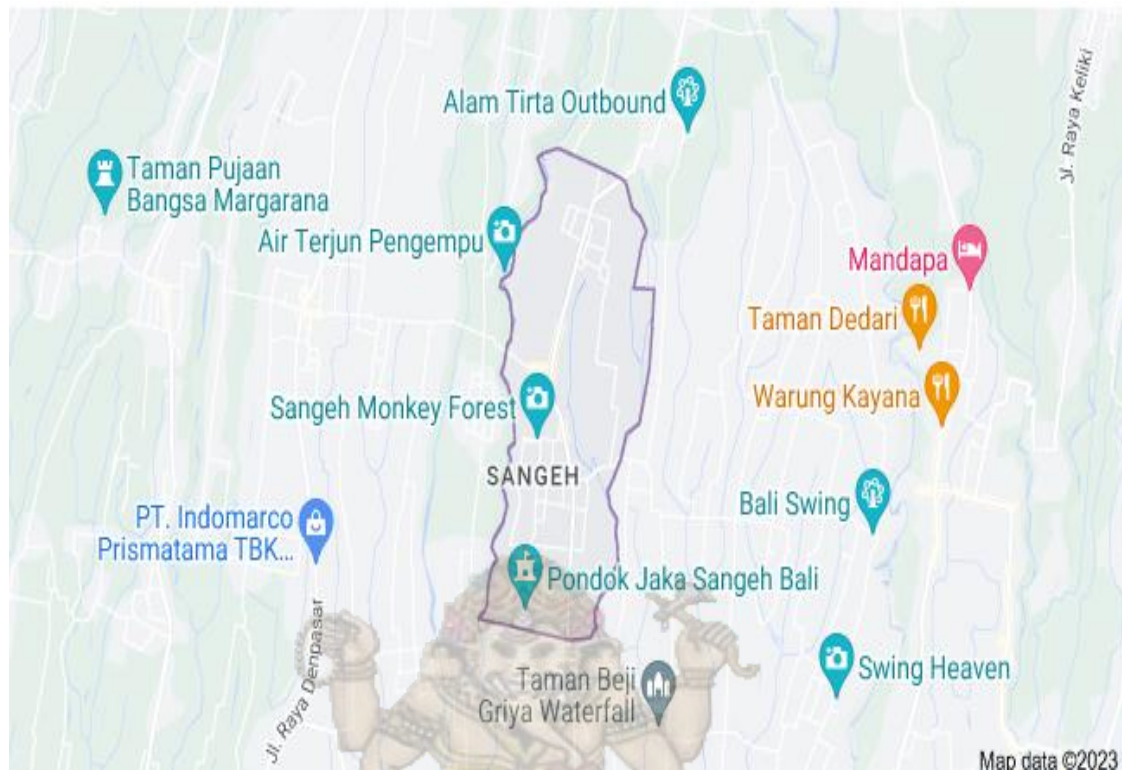 Alam Tirta Outbound
Jl. Raya Keliki
Taman Pujaan
Bangsa Margarana
Air Terjun Pengempu
Mandapa
Taman Dedari
Warung Kayana
Sangeh Monkey Forest
SANGEH
Bali Swing
PT. Indomarco
Prismatama TBK...
Pondok Jaka Sangeh Bali
Jl. Raya Denpasar
Taman Beji
Griya Waterfall
Swing Heaven
Map data ©2023